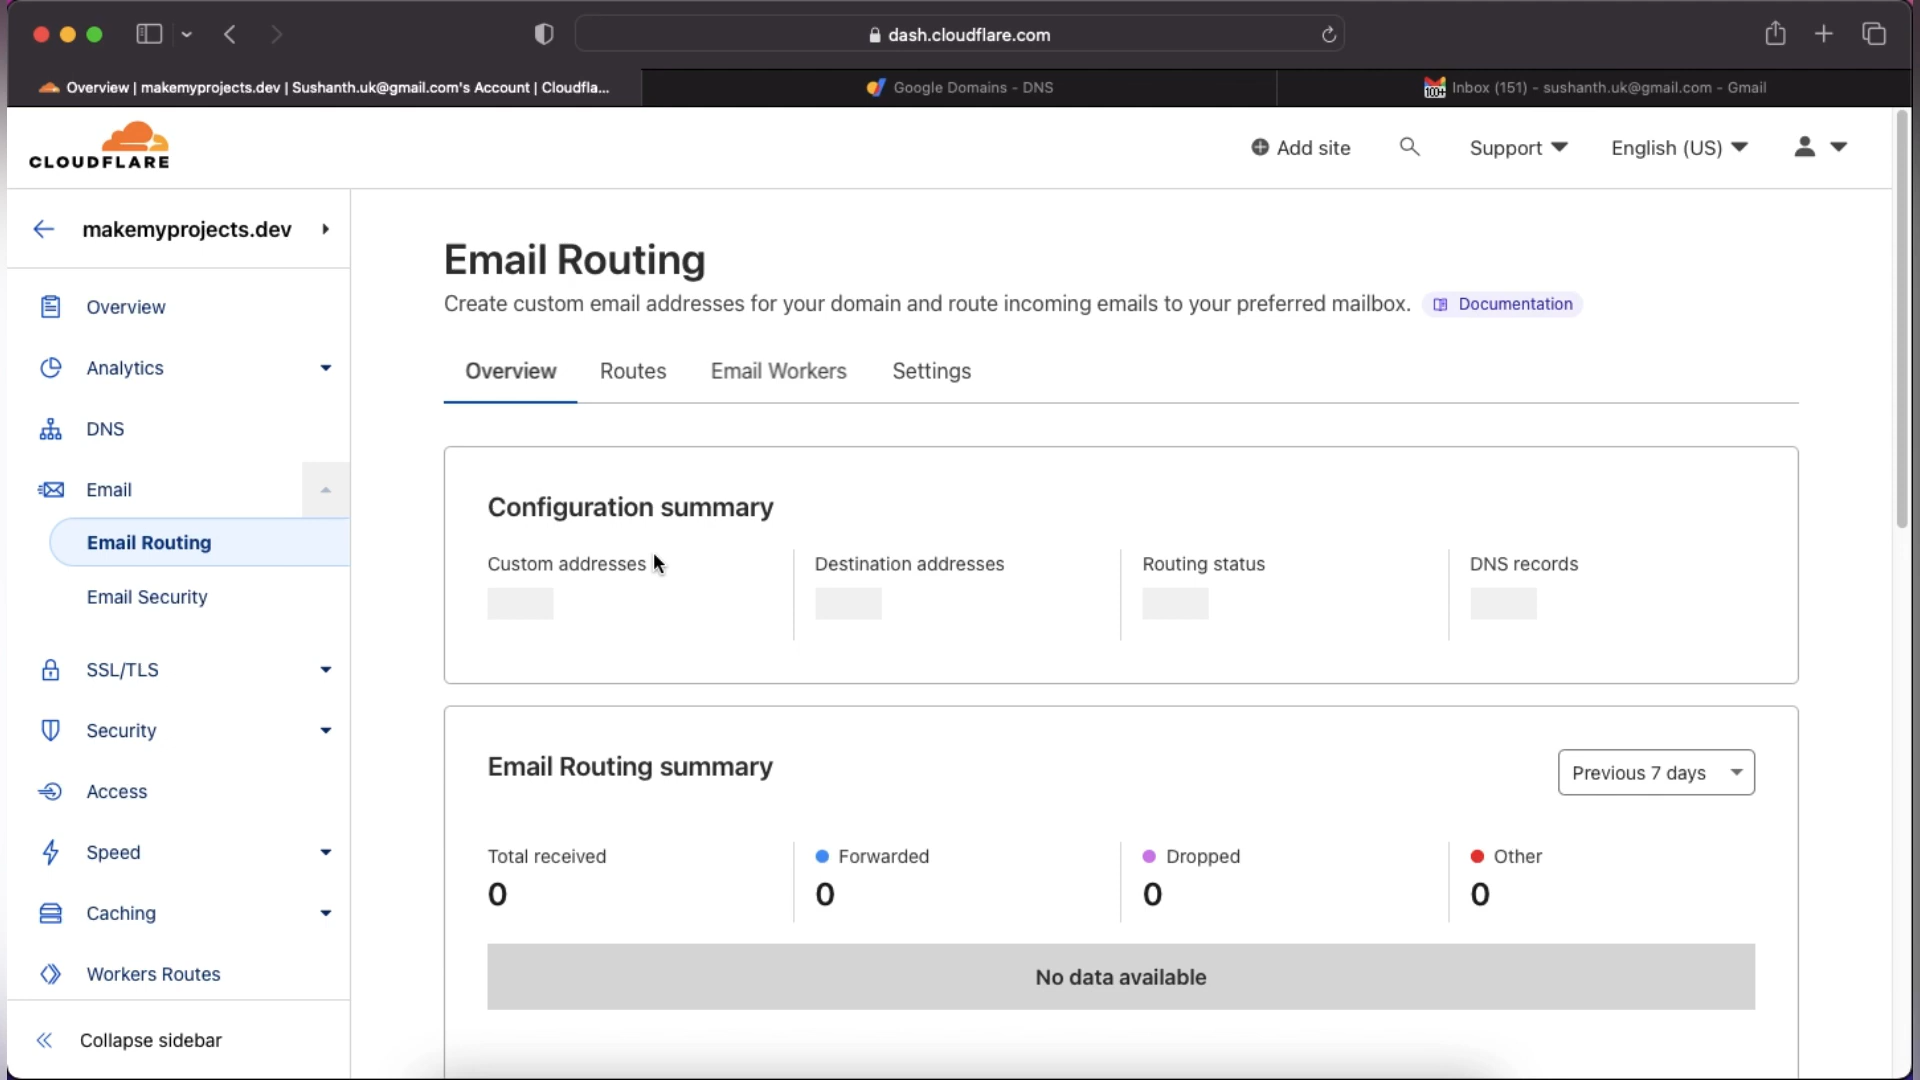 dash.cloudflare.com
Overview | makemyprojects.dev | Sushanth.uk@gmail.com's Account | Cloudfla...
Google Domains - DNS
100+
Inbox (151) - sushanth.uk@gmail.com - Gmail
CLOUDFLARE
Add site
Support
English (US)
makemyprojects.dev
Overview
Analytics
DNS
Email
Email Routing
Email Security
SSL/TLS
Security
Access
Speed
Caching
Workers Routes
Collapse sidebar
Email Routing
Create custom email addresses for your domain and route incoming emails to your preferred mailbox.
Documentation
Overview
Routes
Email Workers
Settings
Configuration summary
Custom addresses
Destination addresses
Routing status
DNS records
Email Routing summary
Previous 7 days
Total received
Forwarded
Dropped
Other
0
0
0
0
No data available